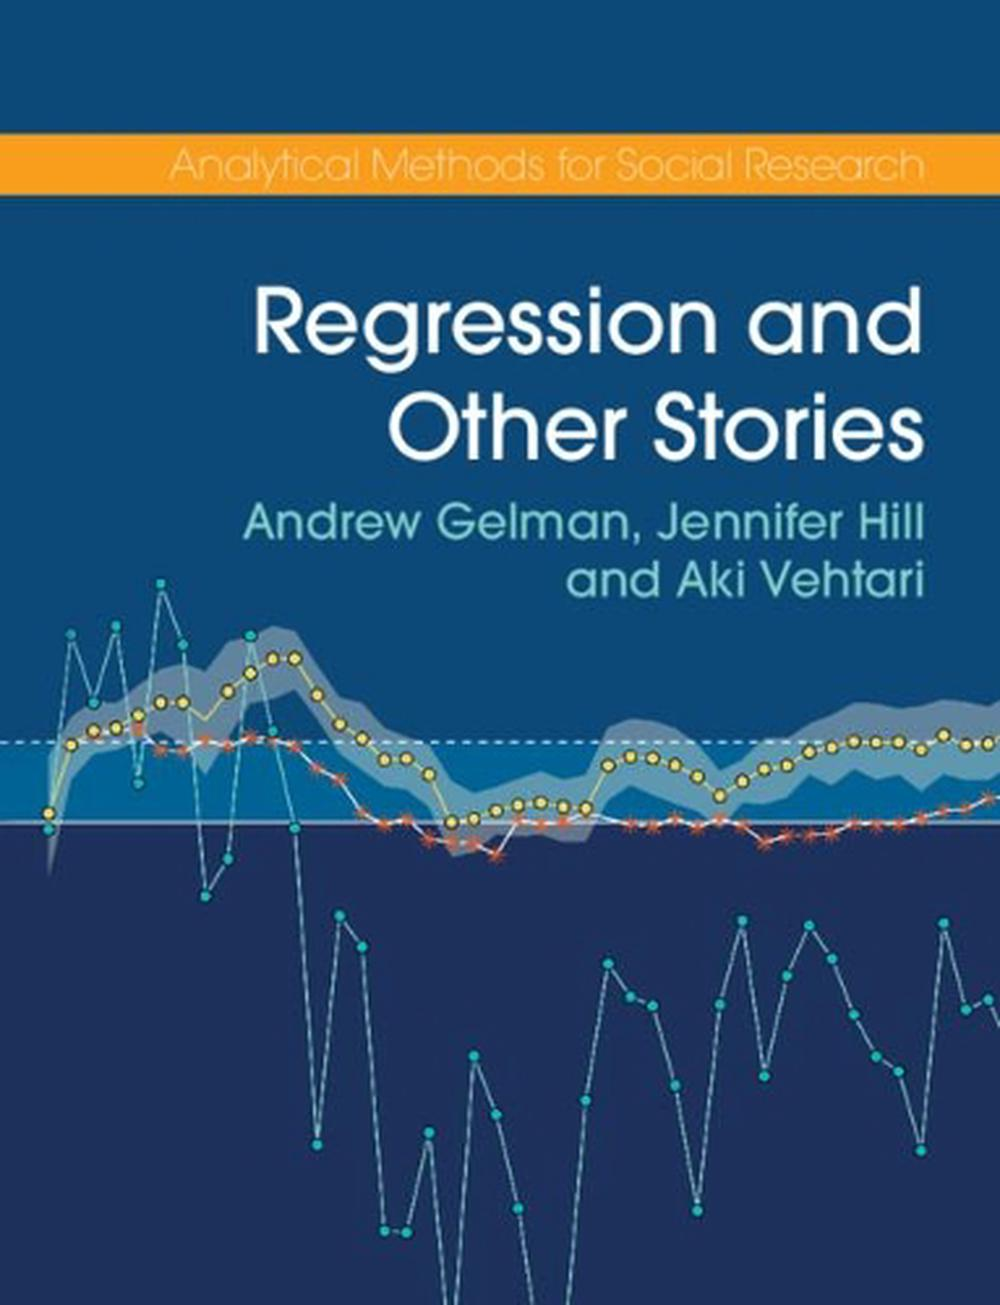 Analytical Methods for Social Research
Regression and
Other Stories
Andrew Gelman, Jennifer Hill
and Aki Vehtari